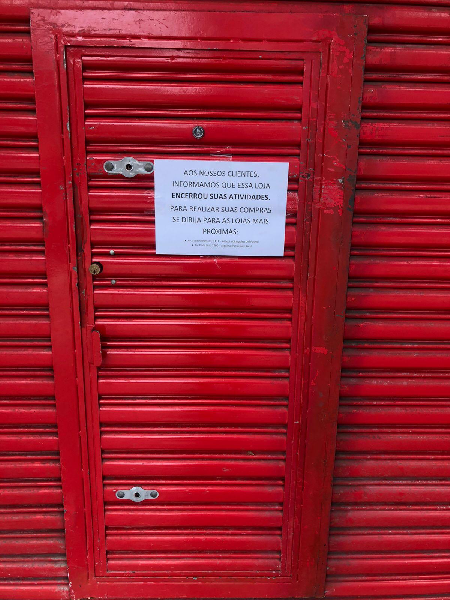 AOS NOSSOS CLIENTES.
INFORMAMOS QUE ESSA LOJA
ENCERROU SUAS ATIVIDADES.
PARA REALIZAR SUAS COMPRAS
SE DIRIJA PARA AS LOJAS MAIS
PROXIMAS: